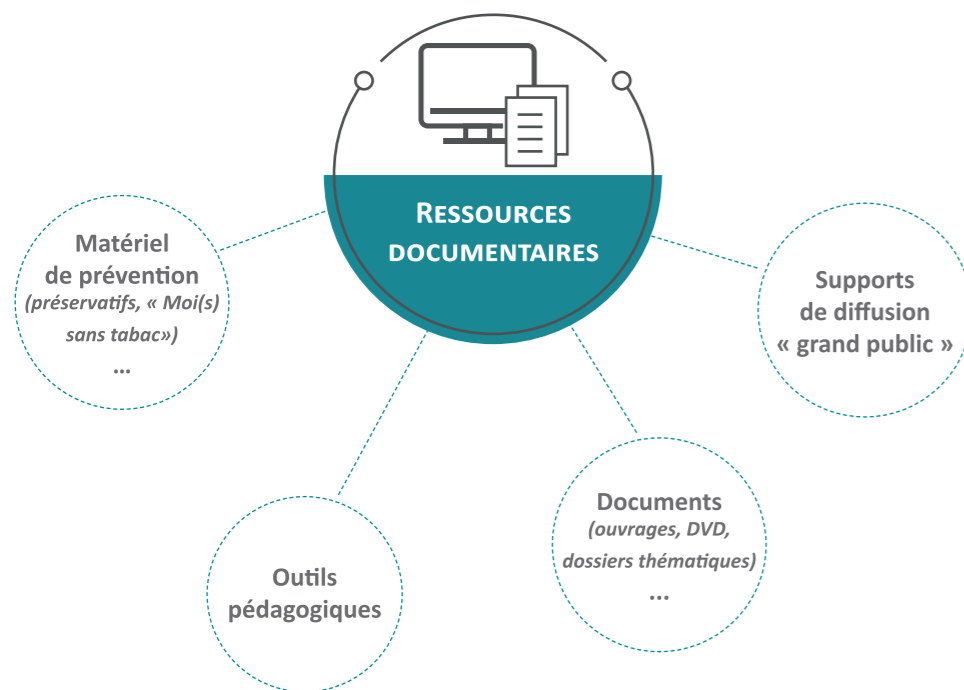 RESSOURCES
DOCUMENTAIRES
Matériel
de prévention
(préservatifs, « Moi(s)
sans tabac»)
...
Supports
de diffusion
« grand public »
Documents
(ouvrages, DVD,
dossiers thématiques)
...
Outils
pédagogiques